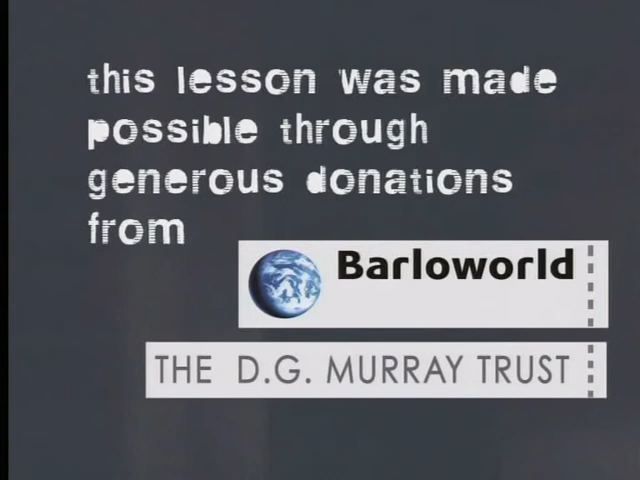 this lesson was made
possible through
generous donations
from
Barloworld
THE D.G. MURRAY TRUST